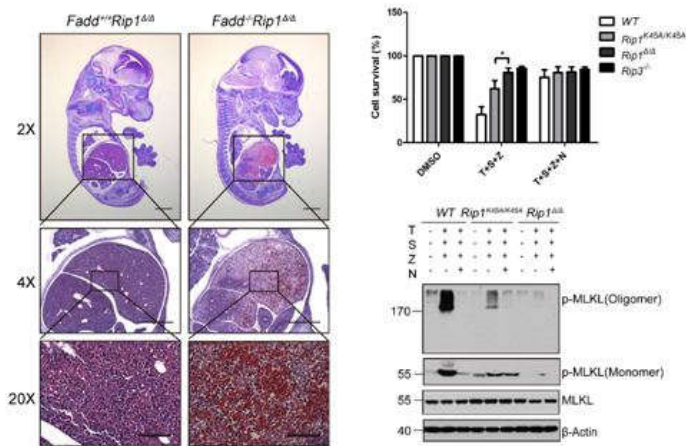 Fadd+/+Rip1Δ/Δ
Fadd-/-Rip1Δ/Δ
2X
4X
20X
Cell survival (%)
100
50
0
*
WT
Rip1K45A/K45A
Rip1Δ/Δ
Rip3-/-
DMSO
T+S+Z
T+S+Z+N
WT Rip1K45A/K45A Rip1Δ/Δ
T - + + - + + - + +
S - + + - + + - + +
Z - + + - + + - + +
N - - + - - + - - +
170
p-MLKL(Oligomer)
55
p-MLKL(Monomer)
55
MLKL
40
β-Actin